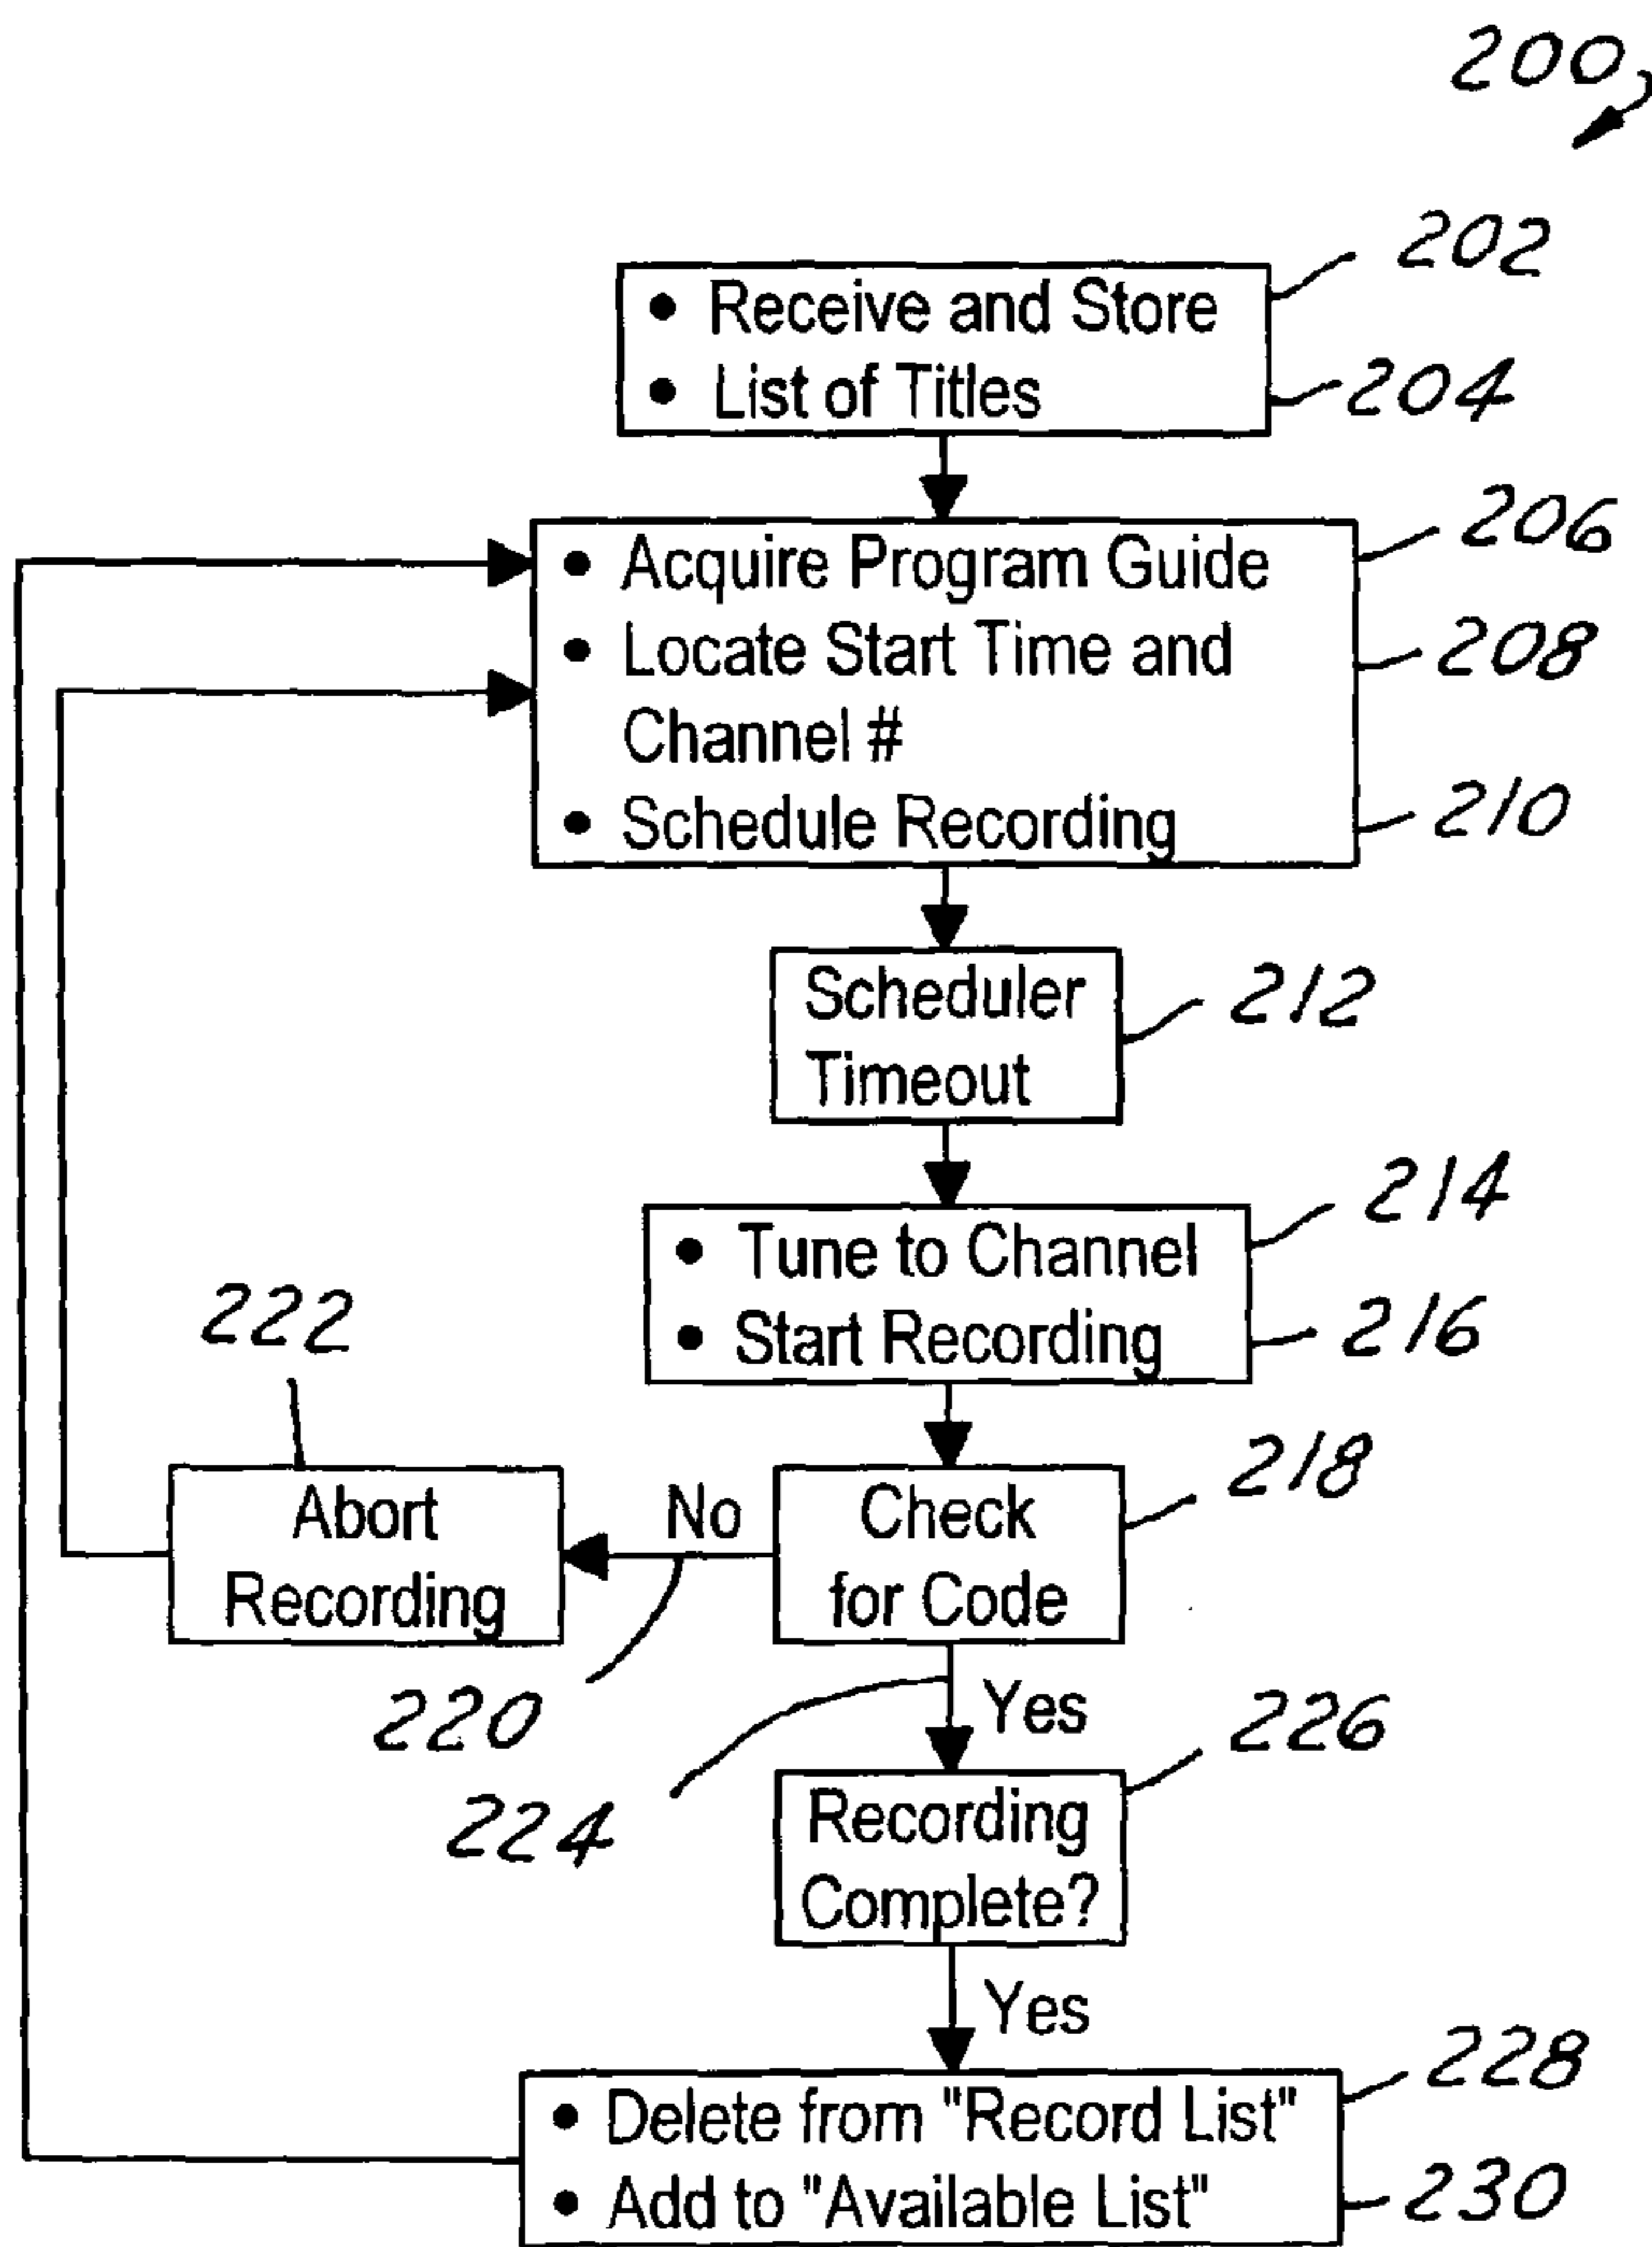 200
202
• Receive and Store
• List of Titles
204
206
• Acquire Program Guide
• Locate Start Time and
208
Channel #
• Schedule Recording
210
Scheduler
212
Timeout
214
• Tune to Channel
• Start Recording
216
222
218
Abort
Recording
No
Check
for Code
220
Yes
226
224
Recording
Complete?
Yes
228
• Delete from "Record List"
• Add to "Available List"
230